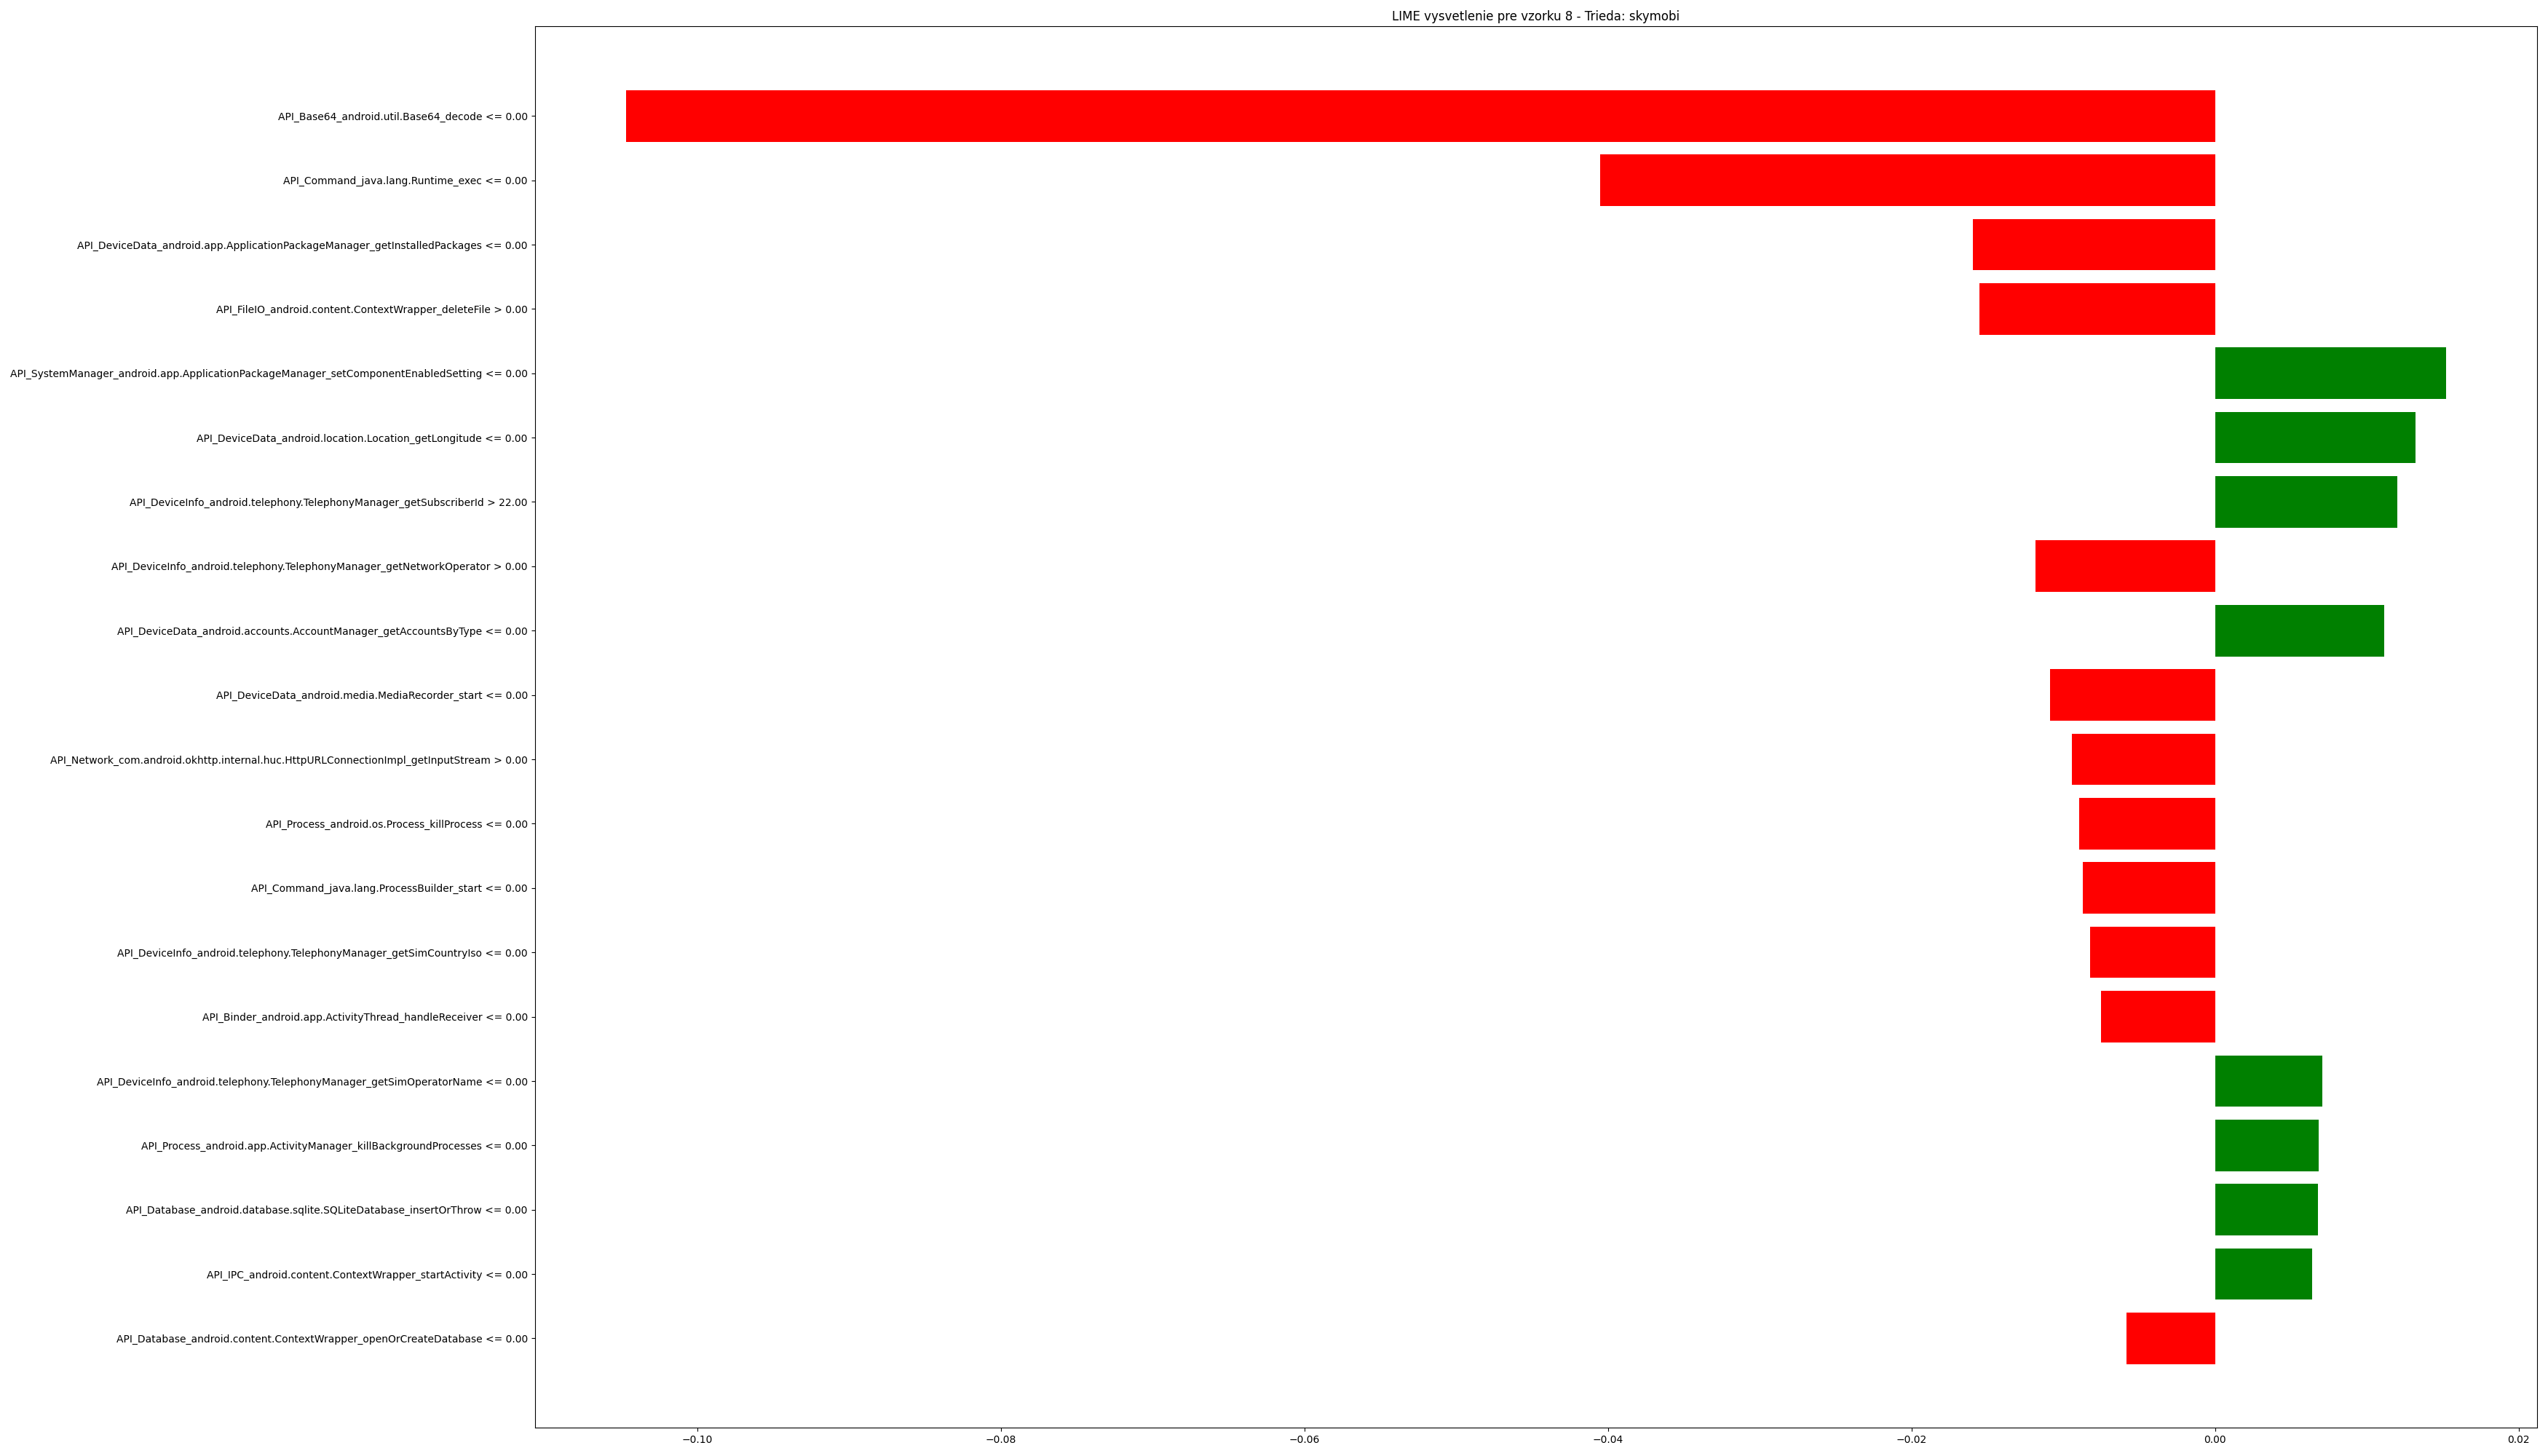 LIME vysvetlenie pre vzorku 8 - Trieda: skymobi
API_Base64_android.util.Base64_decode <= 0.00
API_Command_java.lang.Runtime_exec <= 0.00
API_DeviceData_android.app.ApplicationPackageManager_getInstalledPackages <= 0.00
API_FileIO_android.content.ContextWrapper_deleteFile > 0.00
API_SystemManager_android.app.ApplicationPackageManager_setComponentEnabledSetting <= 0.00
API_DeviceData_android.location.Location_getLongitude <= 0.00
API_DeviceInfo_android.telephony.TelephonyManager_getSubscriberId > 22.00
API_DeviceInfo_android.telephony.TelephonyManager_getNetworkOperator > 0.00
API_DeviceData_android.accounts.AccountManager_getAccountsByType <= 0.00
API_DeviceData_android.media.MediaRecorder_start <= 0.00
API_Network_com.android.okhttp.internal.huc.HttpURLConnectionImpl_getInputStream > 0.00
API_Process_android.os.Process_killProcess <= 0.00
API_Command_java.lang.ProcessBuilder_start <= 0.00
API_DeviceInfo_android.telephony.TelephonyManager_getSimCountryIso <= 0.00
API_Binder_android.app.ActivityThread_handleReceiver <= 0.00
API_DeviceInfo_android.telephony.TelephonyManager_getSimOperatorName <= 0.00
API_Process_android.app.ActivityManager_killBackgroundProcesses <= 0.00
API_Database_android.database.sqlite.SQLiteDatabase_insertOrThrow <= 0.00
API_IPC_android.content.ContextWrapper_startActivity <= 0.00
API_Database_android.content.ContextWrapper_openOrCreateDatabase <= 0.00
−0.10 −0.08 −0.06 −0.04 −0.02 0.00 0.02